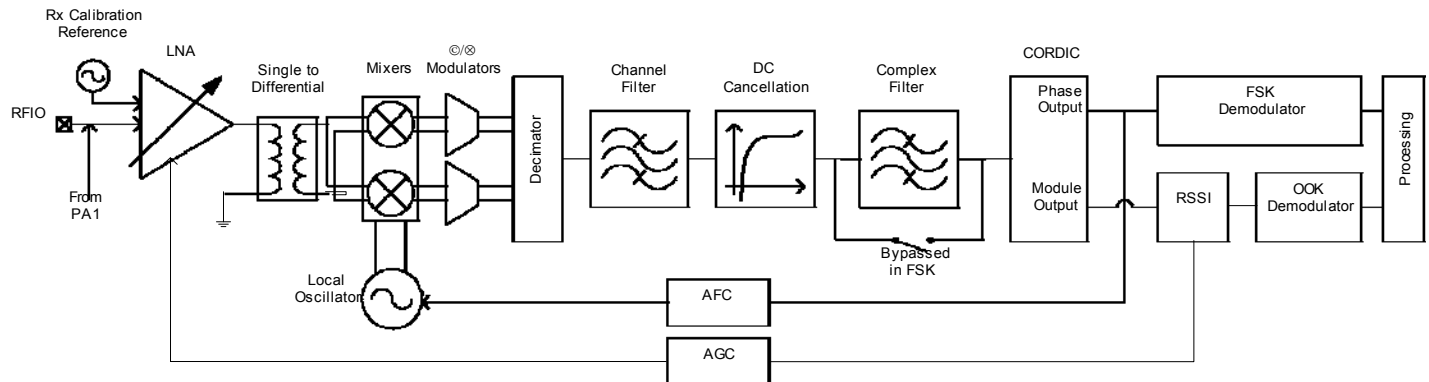 Rx Calibration
Reference
LNA
RFIO
From
PA1
Single to
Differential
Mixers
©/⊗
Modulators
Local
Oscillator
Decimator
Channel
Filter
DC
Cancellation
Complex
Filter
Bypassed
in FSK
CORDIC
Phase
Output
Module
Output
FSK
Demodulator
RSSI
OOK
Demodulator
Processing
AFC
AGC